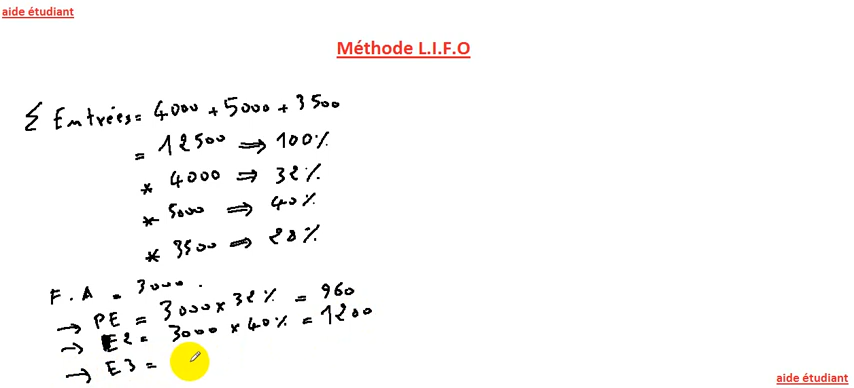 aide étudiant
Méthode L.I.F.O
Σ Entrées = 4000 + 5000 + 3500
= 12500 ⇒ 100%
* 4000 ⇒ 32%
* 5000 ⇒ 40%
* 3500 ⇒ 28%
F.A = 3000.
→ PE = 3000 × 32% = 960
→ E2 = 3000 × 40% = 1200
→ E3 =
aide étudiant